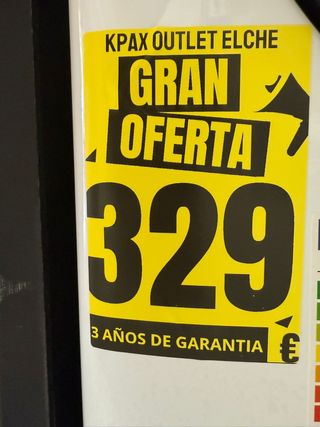 KPAX OUTLET ELCHE
GRAN
OFERTA
329
3 AÑOS DE GARANTIA
€